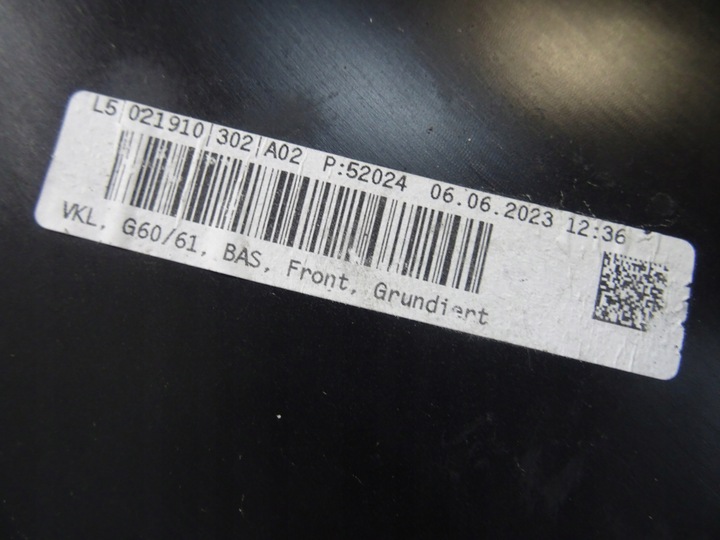 L5 021910 302 A02 P:52024 06.06.2023 12:36
VKL, G60/61, BAS, Front, Grundiert